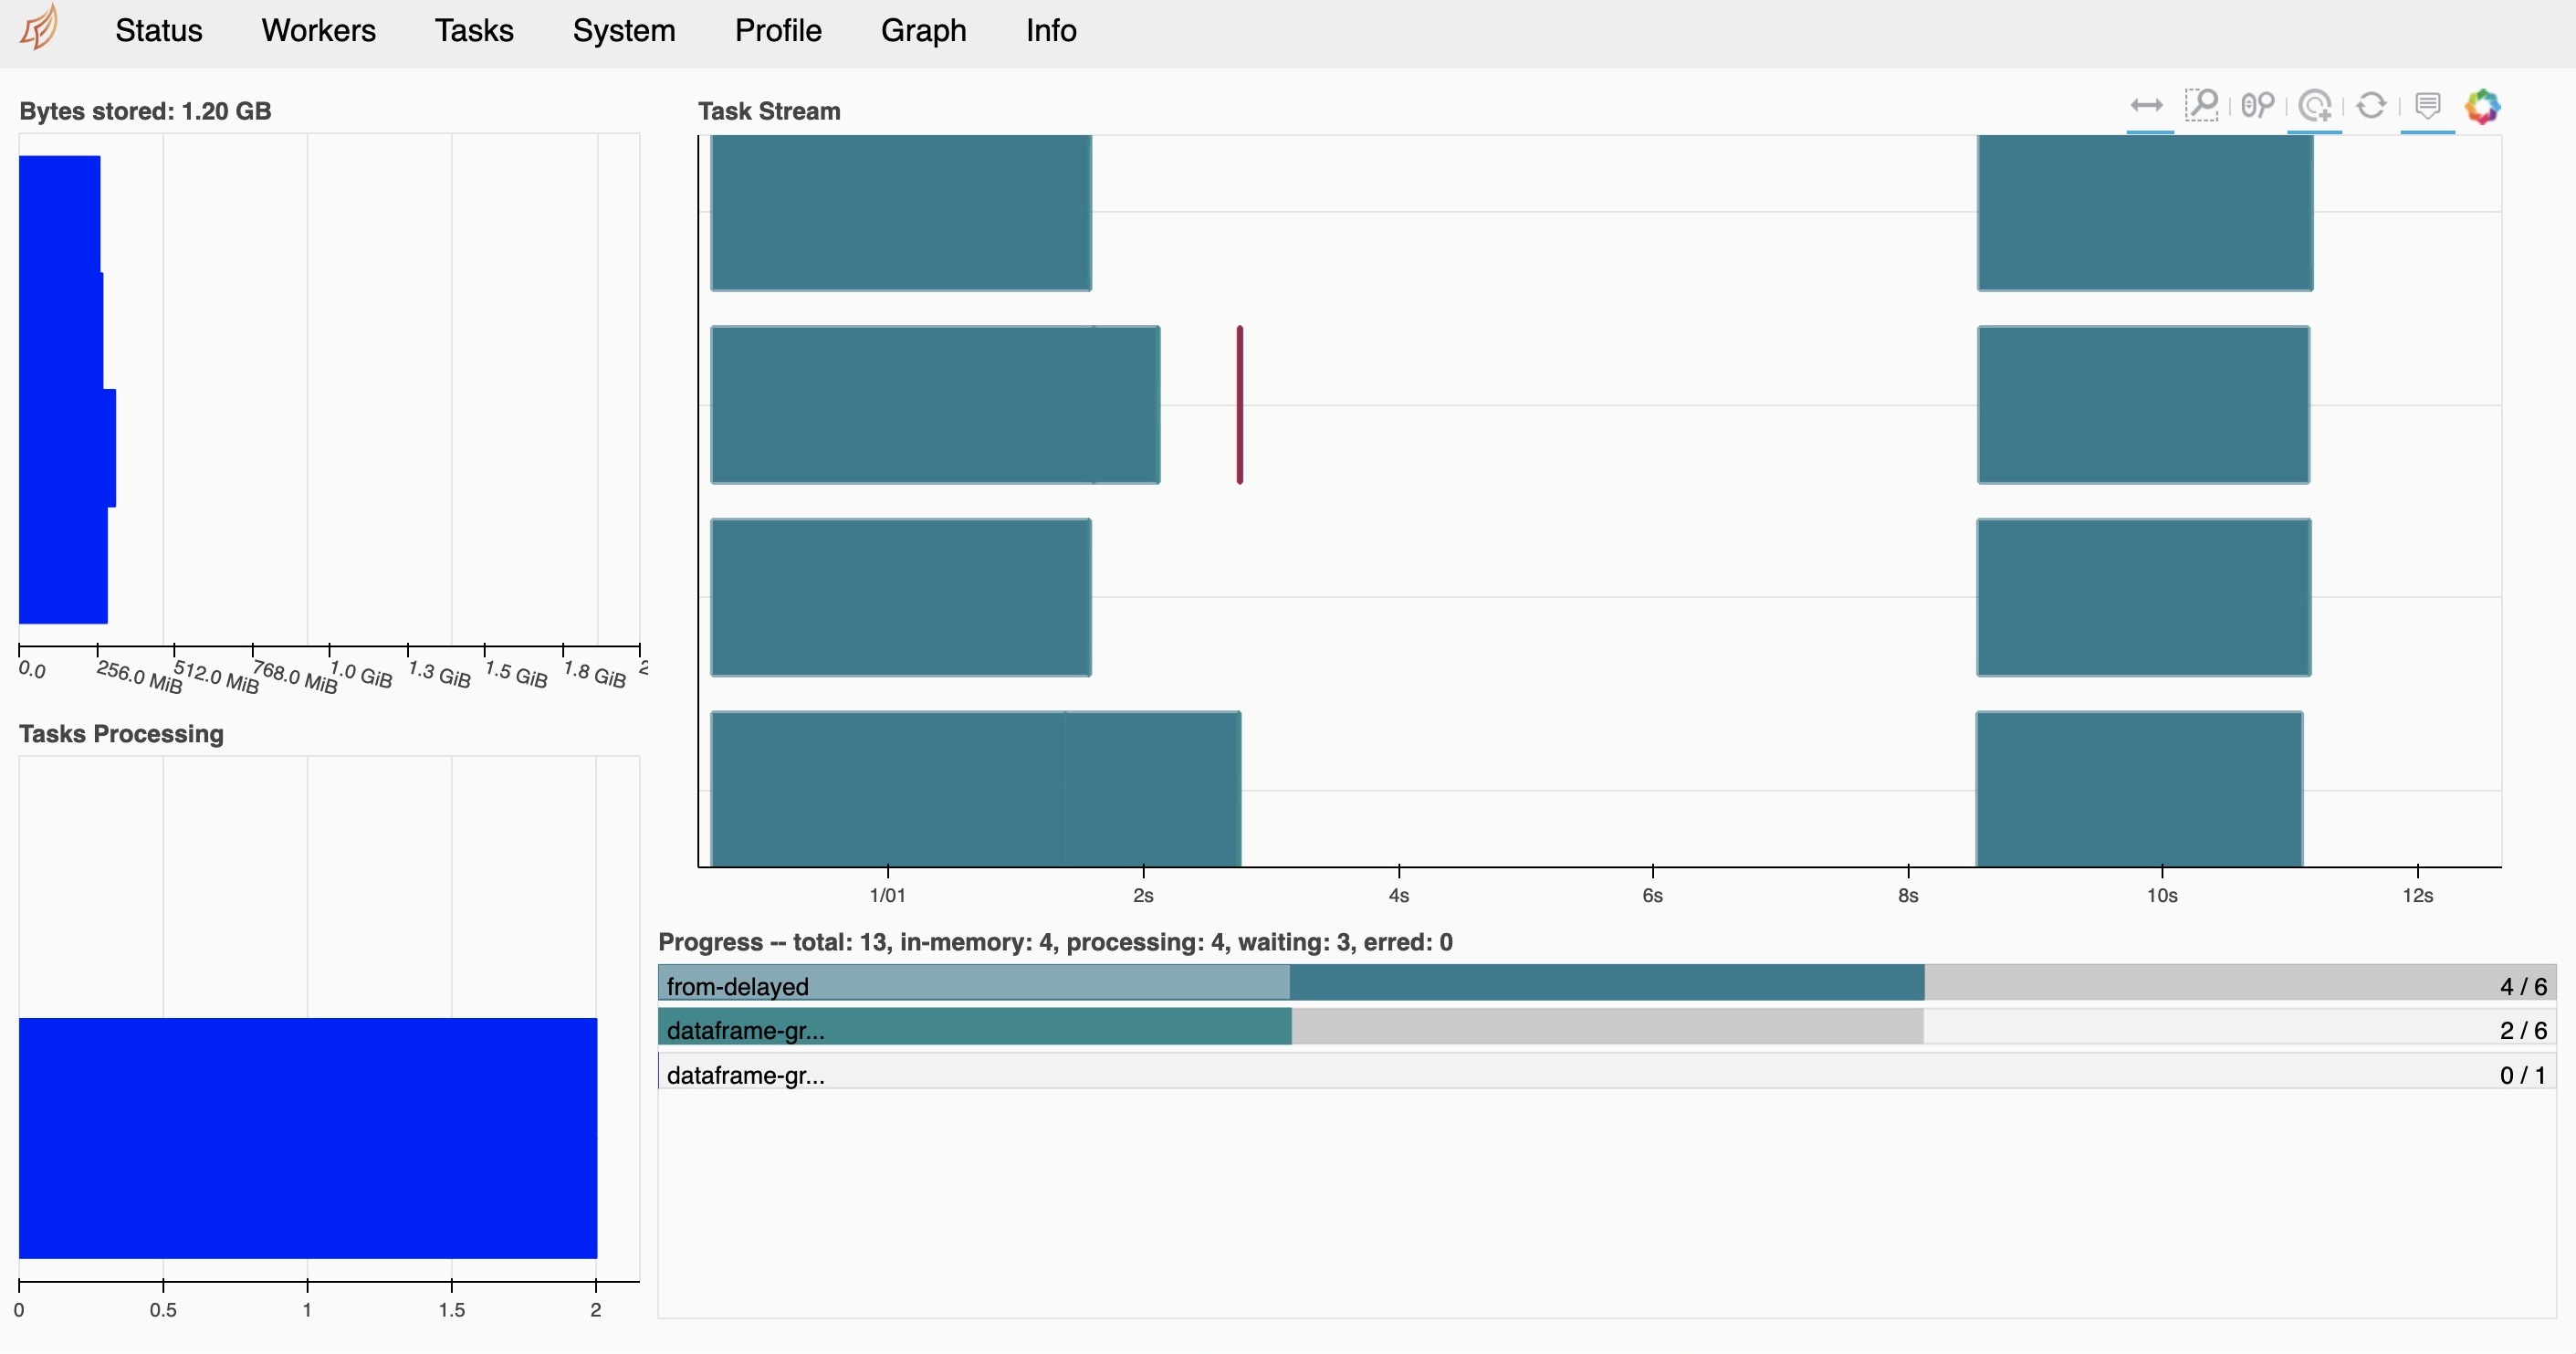 Status Workers Tasks System Profile Graph Info
Bytes stored: 1.20 GB
0.0 256.0 MiB 512.0 MiB 768.0 MiB 1.0 GiB 1.3 GiB 1.5 GiB 1.8 GiB 2
Tasks Processing
0 0.5 1 1.5 2
Task Stream
1/01 2s 4s 6s 8s 10s 12s
Progress -- total: 13, in-memory: 4, processing: 4, waiting: 3, erred: 0
from-delayed 4 / 6
dataframe-gr... 2 / 6
dataframe-gr... 0 / 1